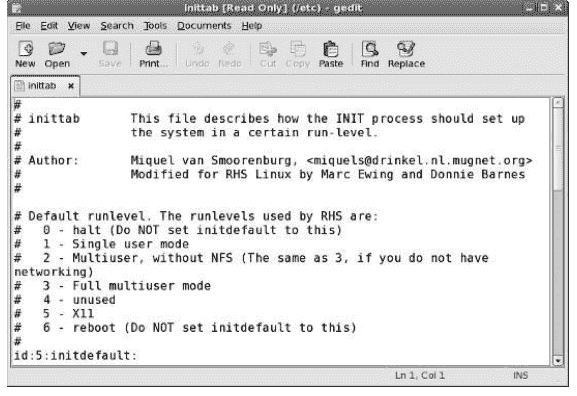 inittab [Read Only] (/etc) - gedit
File Edit View Search Tools Documents Help
New Open Save Print... Undo Redo Cut Copy Paste Find Replace
inittab
#
# inittab This file describes how the INIT process should set up
# the system in a certain run-level.
#
# Author: Miquel van Smoorenburg, <miquels@drinkel.nl.mugnet.org>
# Modified for RHS Linux by Marc Ewing and Donnie Barnes
#
# Default runlevel. The runlevels used by RHS are:
# 0 - halt (Do NOT set initdefault to this)
# 1 - Single user mode
# 2 - Multiuser, without NFS (The same as 3, if you do not have
networking)
# 3 - Full multiuser mode
# 4 - unused
# 5 - X11
# 6 - reboot (Do NOT set initdefault to this)
#
id:5:initdefault:
Ln 1, Col 1 INS